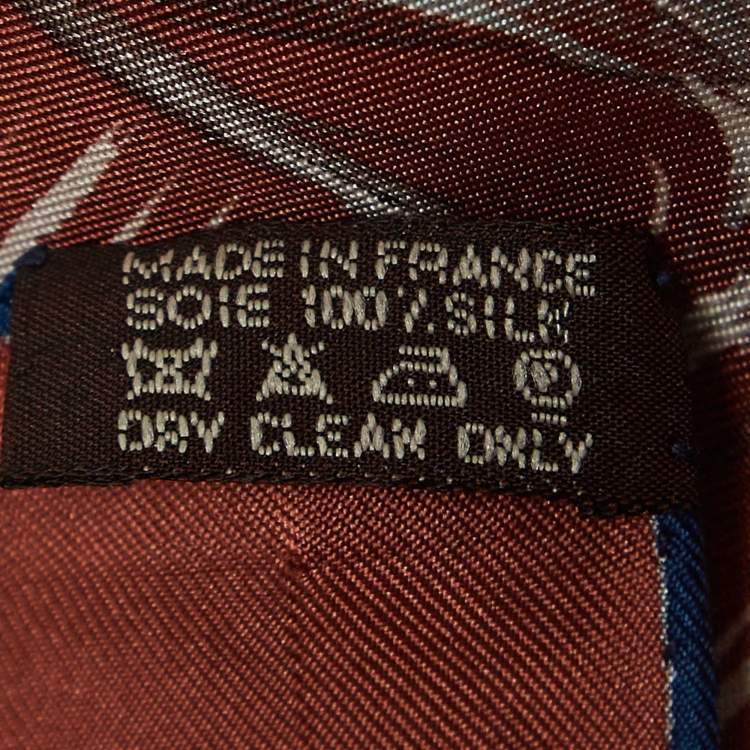 MADE IN FRANCE
SOIE 100% SILK
P
DRY CLEAN ONLY